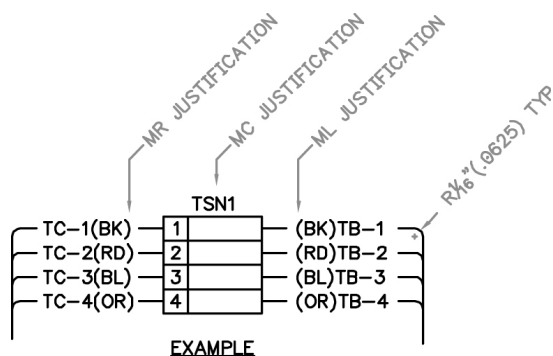 MR JUSTIFICATION
MC JUSTIFICATION
ML JUSTIFICATION
R1/16"(.0625) TYP
TSN1
TC-1(BK) 1 (BK)TB-1
TC-2(RD) 2 (RD)TB-2
TC-3(BL) 3 (BL)TB-3
TC-4(OR) 4 (OR)TB-4
EXAMPLE